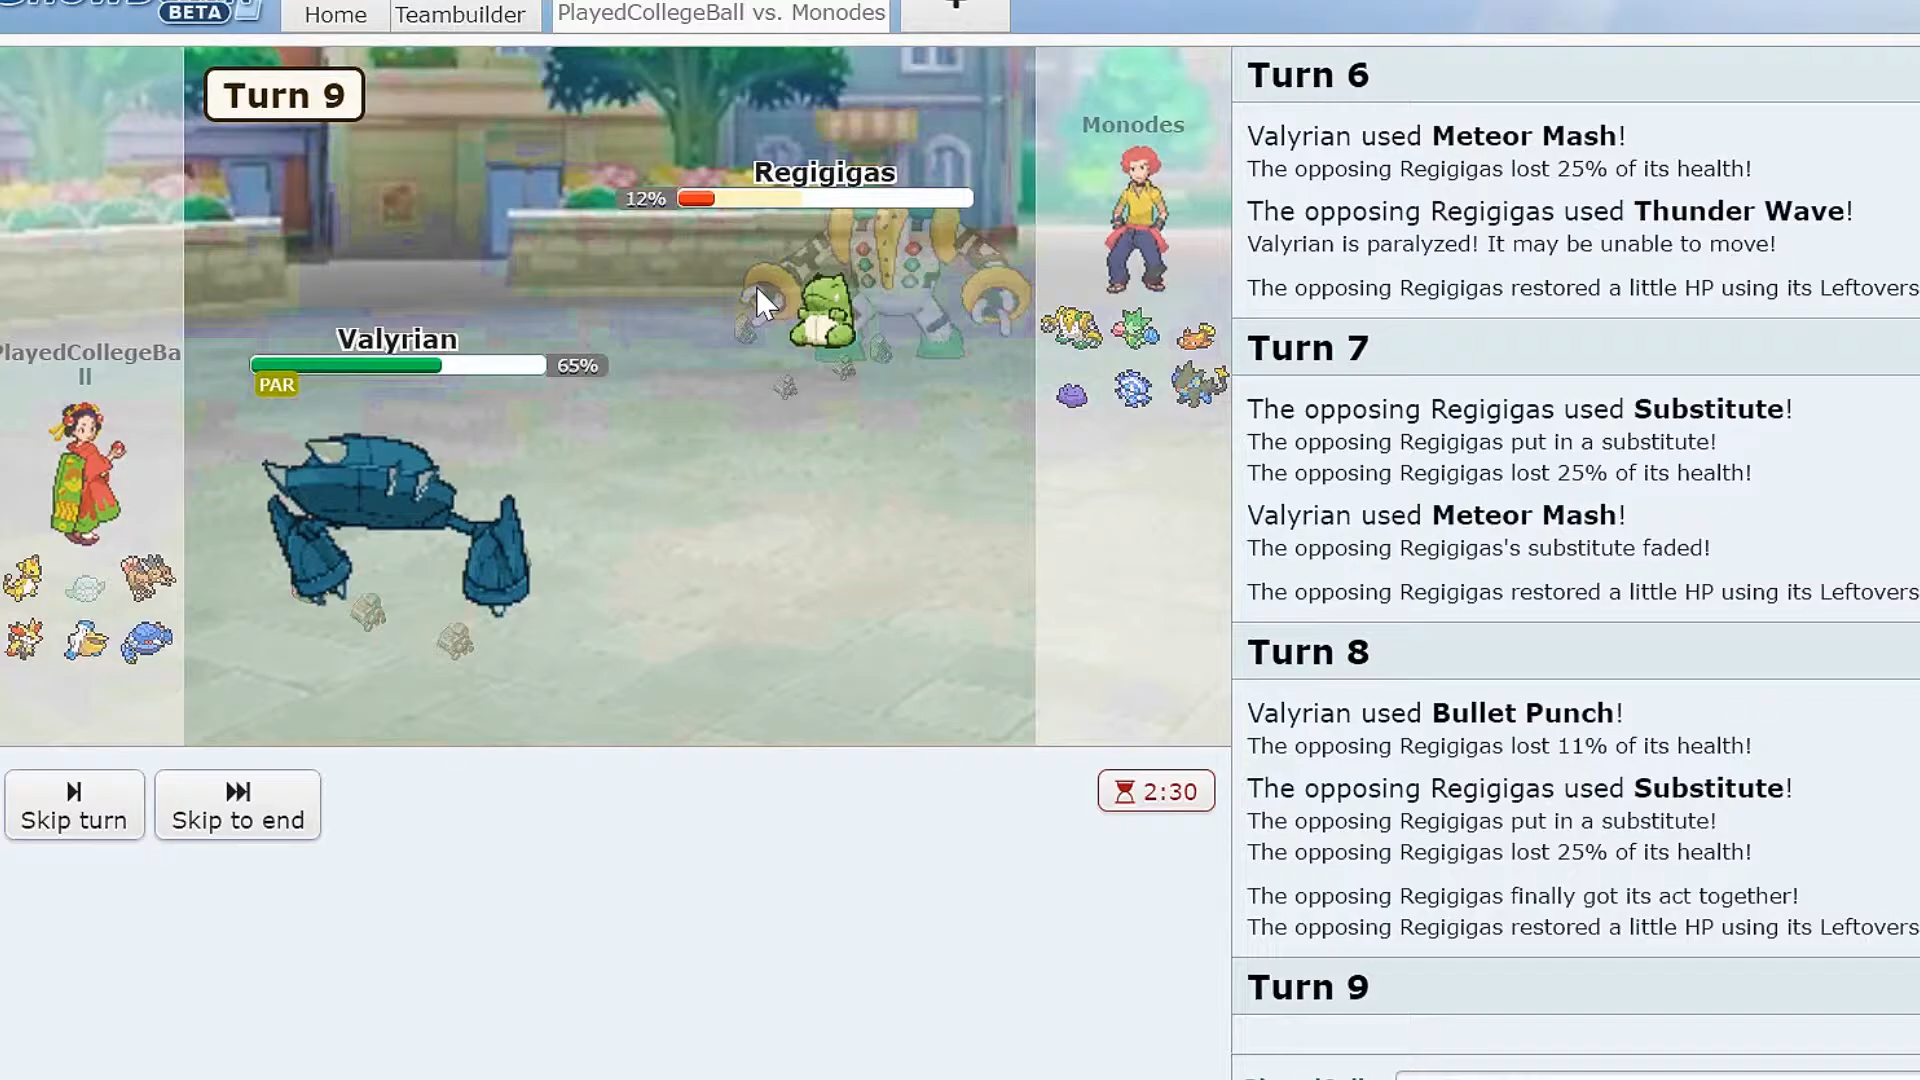 BETA
Home
Teambuilder
PlayedCollegeBall vs. Monodes
+
Turn 9
Monodes
Regigigas
12%
Valyrian
65%
PAR
PlayedCollegeBa
ll
Skip turn
Skip to end
2:30
Turn 6
Valyrian used Meteor Mash!
The opposing Regigigas lost 25% of its health!
The opposing Regigigas used Thunder Wave!
Valyrian is paralyzed! It may be unable to move!
The opposing Regigigas restored a little HP using its Leftovers
Turn 7
The opposing Regigigas used Substitute!
The opposing Regigigas put in a substitute!
The opposing Regigigas lost 25% of its health!
Valyrian used Meteor Mash!
The opposing Regigigas's substitute faded!
The opposing Regigigas restored a little HP using its Leftovers
Turn 8
Valyrian used Bullet Punch!
The opposing Regigigas lost 11% of its health!
The opposing Regigigas used Substitute!
The opposing Regigigas put in a substitute!
The opposing Regigigas lost 25% of its health!
The opposing Regigigas finally got its act together!
The opposing Regigigas restored a little HP using its Leftovers
Turn 9